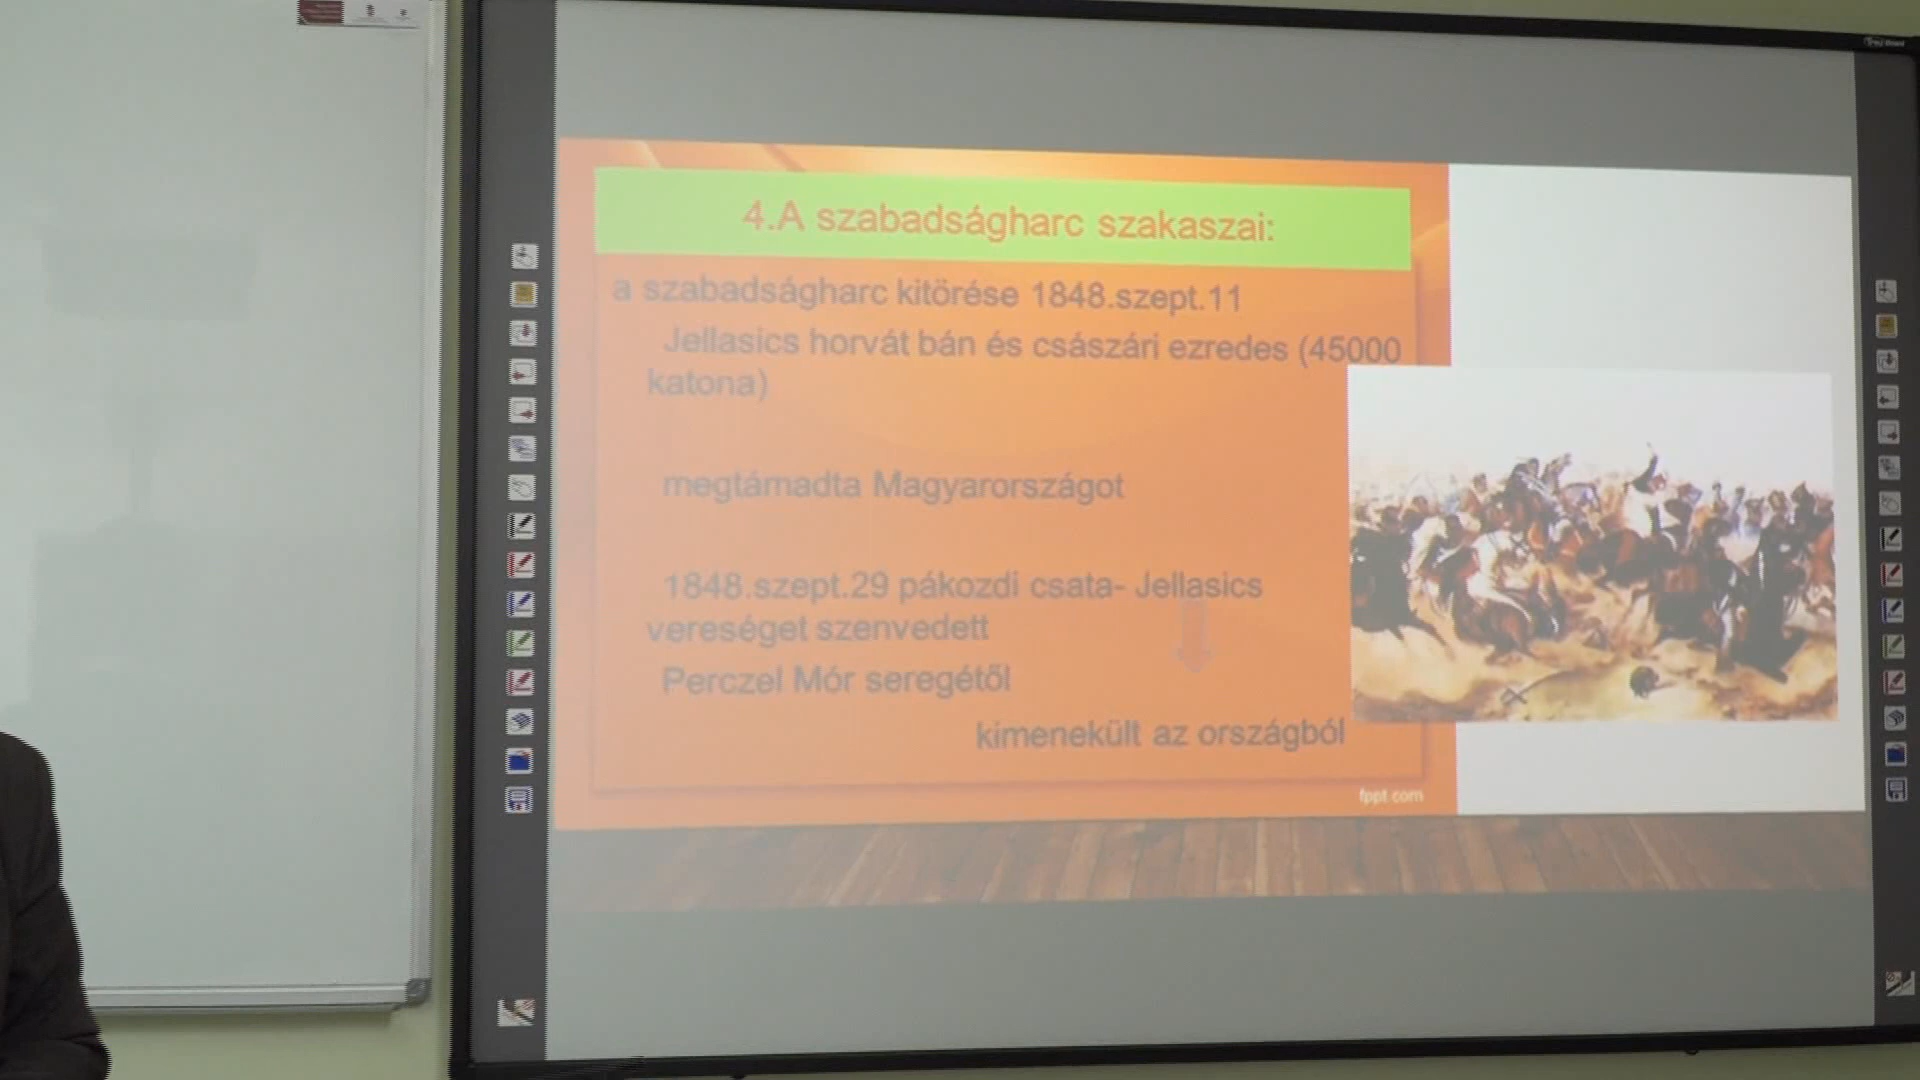 4.A szabadságharc szakaszai:
a szabadságharc kitörése 1848.szept.11
Jellasics horvát bán és császári ezredes (45000
katona)
megtámadta Magyarországot
1848.szept.29 pákozdi csata- Jellasics
vereséget szenvedett
Perczel Mór seregétől
kimenekült az országból
fppt.com